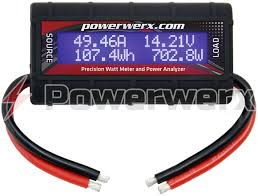 powerwerx.com
SOURCE
49.46A 14.21V
107.4Wh 702.8W
LOAD
Precision Watt Meter and Power Analyzer
Powerwerx